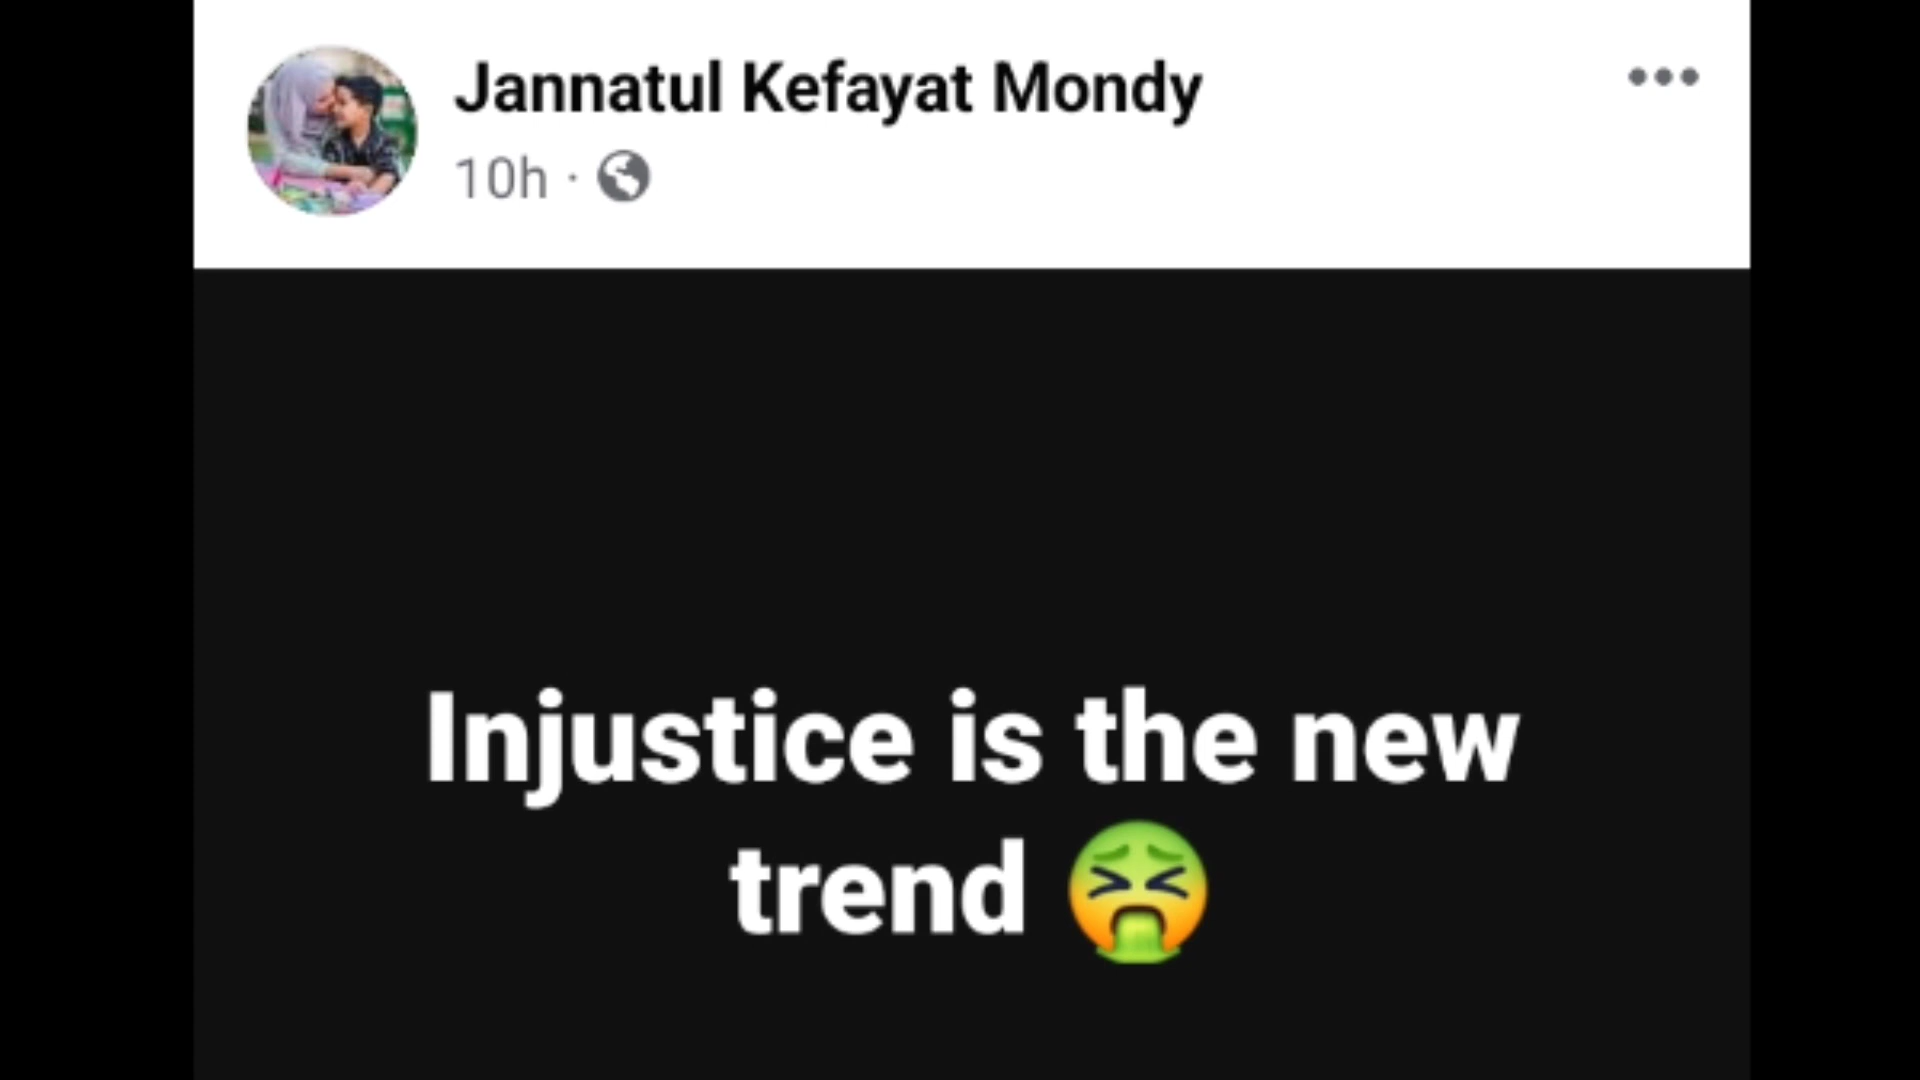 Jannatul Kefayat Mondy
10h ·
Injustice is the new
trend 🤮